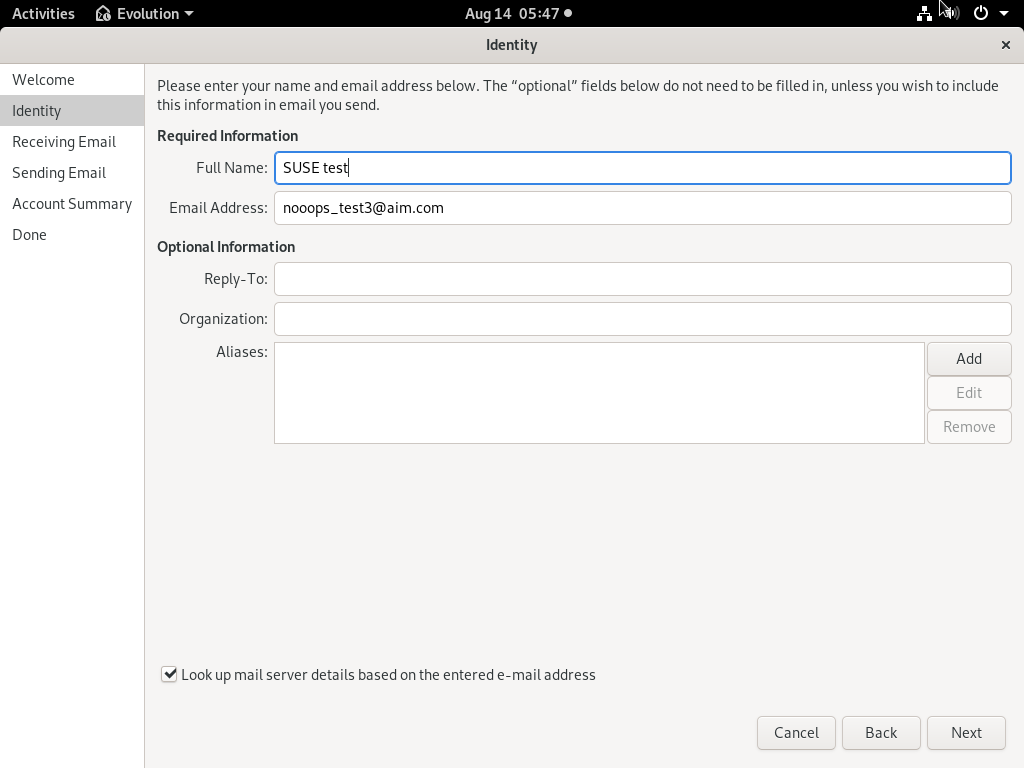 Activities Evolution Aug 14 05:47
Identity
Welcome
Identity
Receiving Email
Sending Email
Account Summary
Done
Please enter your name and email address below. The “optional” fields below do not need to be filled in, unless you wish to include
this information in email you send.
Required Information
Full Name: SUSE test
Email Address: nooops_test3@aim.com
Optional Information
Reply-To:
Organization:
Aliases:
Add
Edit
Remove
Look up mail server details based on the entered e-mail address
Cancel Back Next